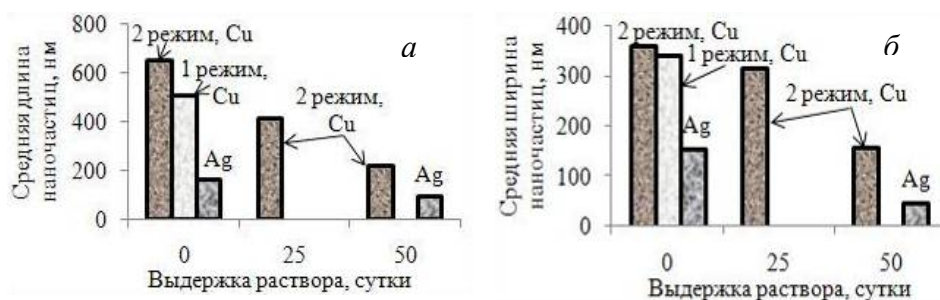 Средняя длина
наночастиц, нм
800
600
400
200
0
2 режим, Cu
1 режим,
Cu
Ag
2 режим,
Cu
Ag
а
0 25 50
Выдержка раствора, сутки
Средняя ширина
наночастиц, нм
400
300
200
100
0
2 режим, Cu
1 режим, Cu
Ag
2 режим, Cu
Ag
б
0 25 50
Выдержка раствора, сутки